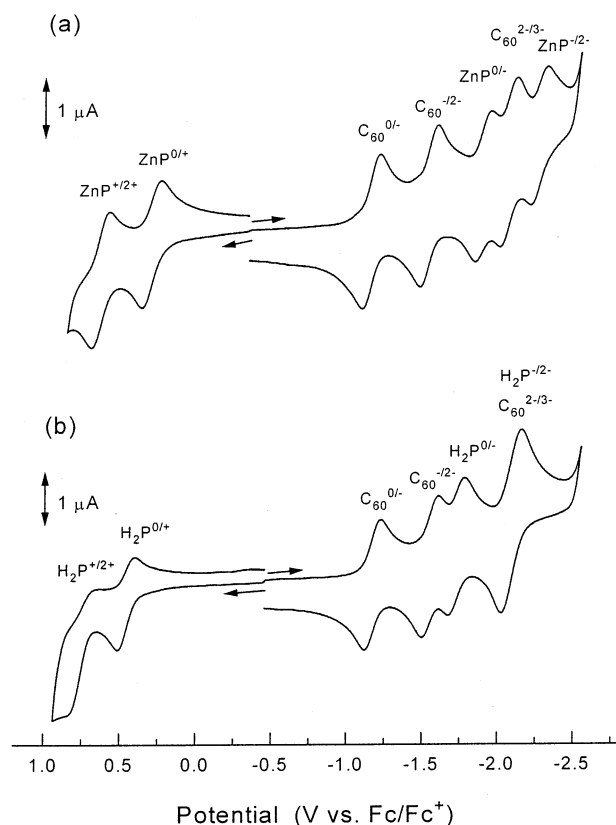 (a)
C₆₀²⁻/³⁻
ZnP⁻/²⁻
ZnP⁰/⁻
1 μA
C₆₀⁻/²⁻
C₆₀⁰/⁻
ZnP⁰/⁺
ZnP⁺/²⁺
(b)
H₂P⁻/²⁻
C₆₀²⁻/³⁻
H₂P⁰/⁻
C₆₀⁻/²⁻
C₆₀⁰/⁻
1 μA
H₂P⁰/⁺
H₂P⁺/²⁺
1.0 0.5 0.0 -0.5 -1.0 -1.5 -2.0 -2.5
Potential (V vs. Fc/Fc⁺)